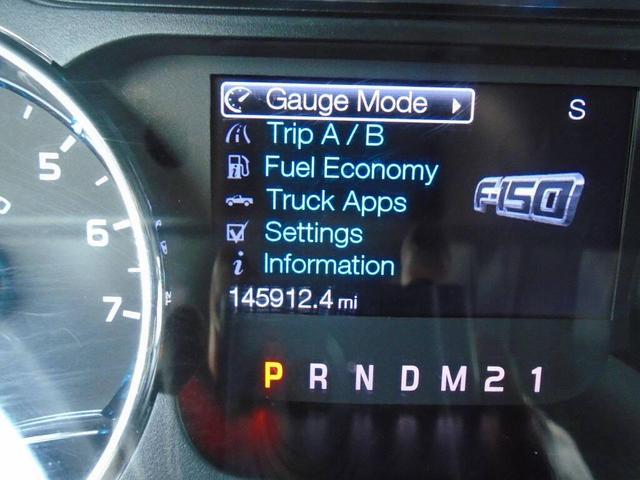 Gauge Mode
S
Trip A / B
Fuel Economy
Truck Apps
F-150
Settings
Information
145912.4 mi
P R N D M 2 1
5
6
7